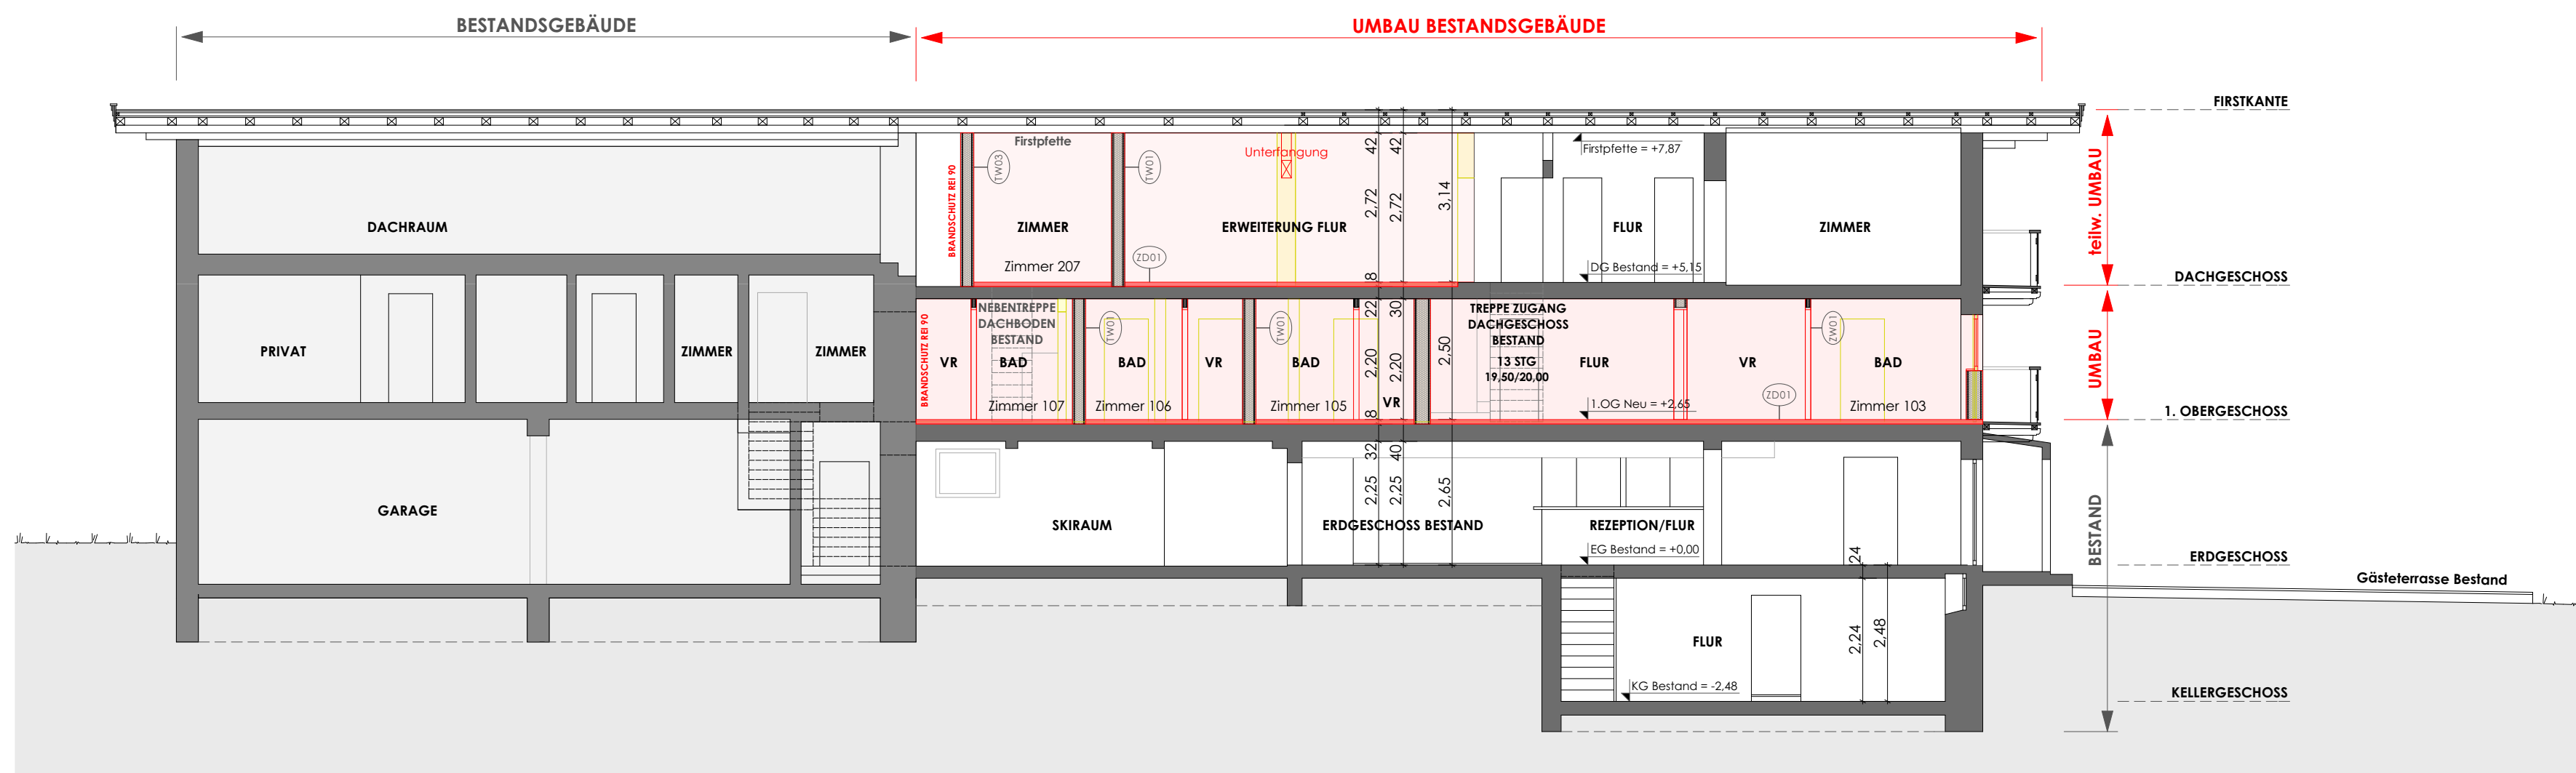 BESTANDSGEBÄUDE
UMBAU BESTANDSGEBÄUDE
FIRSTKANTE
Firstpfette
Unterfangung
Firstpfette = +7,87
42
42
TW03
TW01
BRANDSCHUTZ REI 90
2,72
2,72
3,14
teilw. UMBAU
DACHRAUM
ZIMMER
ERWEITERUNG FLUR
FLUR
ZIMMER
ZD01
Zimmer 207
DG Bestand = +5,15
8
8
DACHGESCHOSS
NEBENTREPPE
DACHBODEN
BESTAND
22
30
TREPPE ZUGANG
DACHGESCHOSS
BESTAND
13 STG
19,50/20,00
TW01
TW01
ZW01
BRANDSCHUTZ REI 90
PRIVAT
ZIMMER
ZIMMER
VR
BAD
BAD
VR
BAD
2,20
2,20
2,50
FLUR
VR
BAD
UMBAU
ZD01
Zimmer 107
Zimmer 106
Zimmer 105
VR
8
8
1.OG Neu = +2,65
Zimmer 103
1. OBERGESCHOSS
32
40
2,25
2,25
2,65
GARAGE
SKIRAUM
ERDGESCHOSS BESTAND
REZEPTION/FLUR
BESTAND
EG Bestand = +0,00
24
ERDGESCHOSS
Gästeterrasse Bestand
FLUR
2,24
2,48
KG Bestand = -2,48
KELLERGESCHOSS